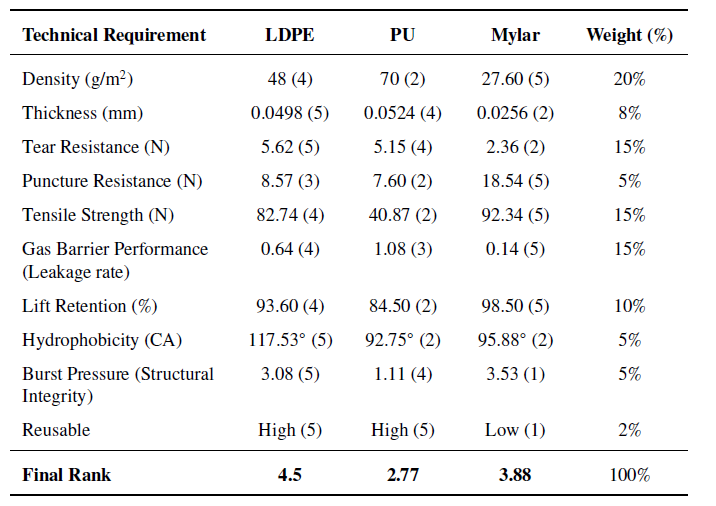 Technical Requirement LDPE PU Mylar Weight (%)
Density (g/m²) 48 (4) 70 (2) 27.60 (5) 20%
Thickness (mm) 0.0498 (5) 0.0524 (4) 0.0256 (2) 8%
Tear Resistance (N) 5.62 (5) 5.15 (4) 2.36 (2) 15%
Puncture Resistance (N) 8.57 (3) 7.60 (2) 18.54 (5) 5%
Tensile Strength (N) 82.74 (4) 40.87 (2) 92.34 (5) 15%
Gas Barrier Performance 0.64 (4) 1.08 (3) 0.14 (5) 15%
(Leakage rate)
Lift Retention (%) 93.60 (4) 84.50 (2) 98.50 (5) 10%
Hydrophobicity (CA) 117.53° (5) 92.75° (2) 95.88° (2) 5%
Burst Pressure (Structural 3.08 (5) 1.11 (4) 3.53 (1) 5%
Integrity)
Reusable High (5) High (5) Low (1) 2%
Final Rank 4.5 2.77 3.88 100%